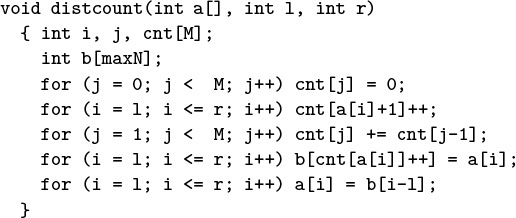 void distcount(int a[], int l, int r)
{ int i, j, cnt[M];
int b[maxN];
for (j = 0; j <  M; j++) cnt[j] = 0;
for (i = l; i <= r; i++) cnt[a[i]+1]++;
for (j = 1; j <  M; j++) cnt[j] += cnt[j-1];
for (i = l; i <= r; i++) b[cnt[a[i]]++] = a[i];
for (i = l; i <= r; i++) a[i] = b[i-l];
}